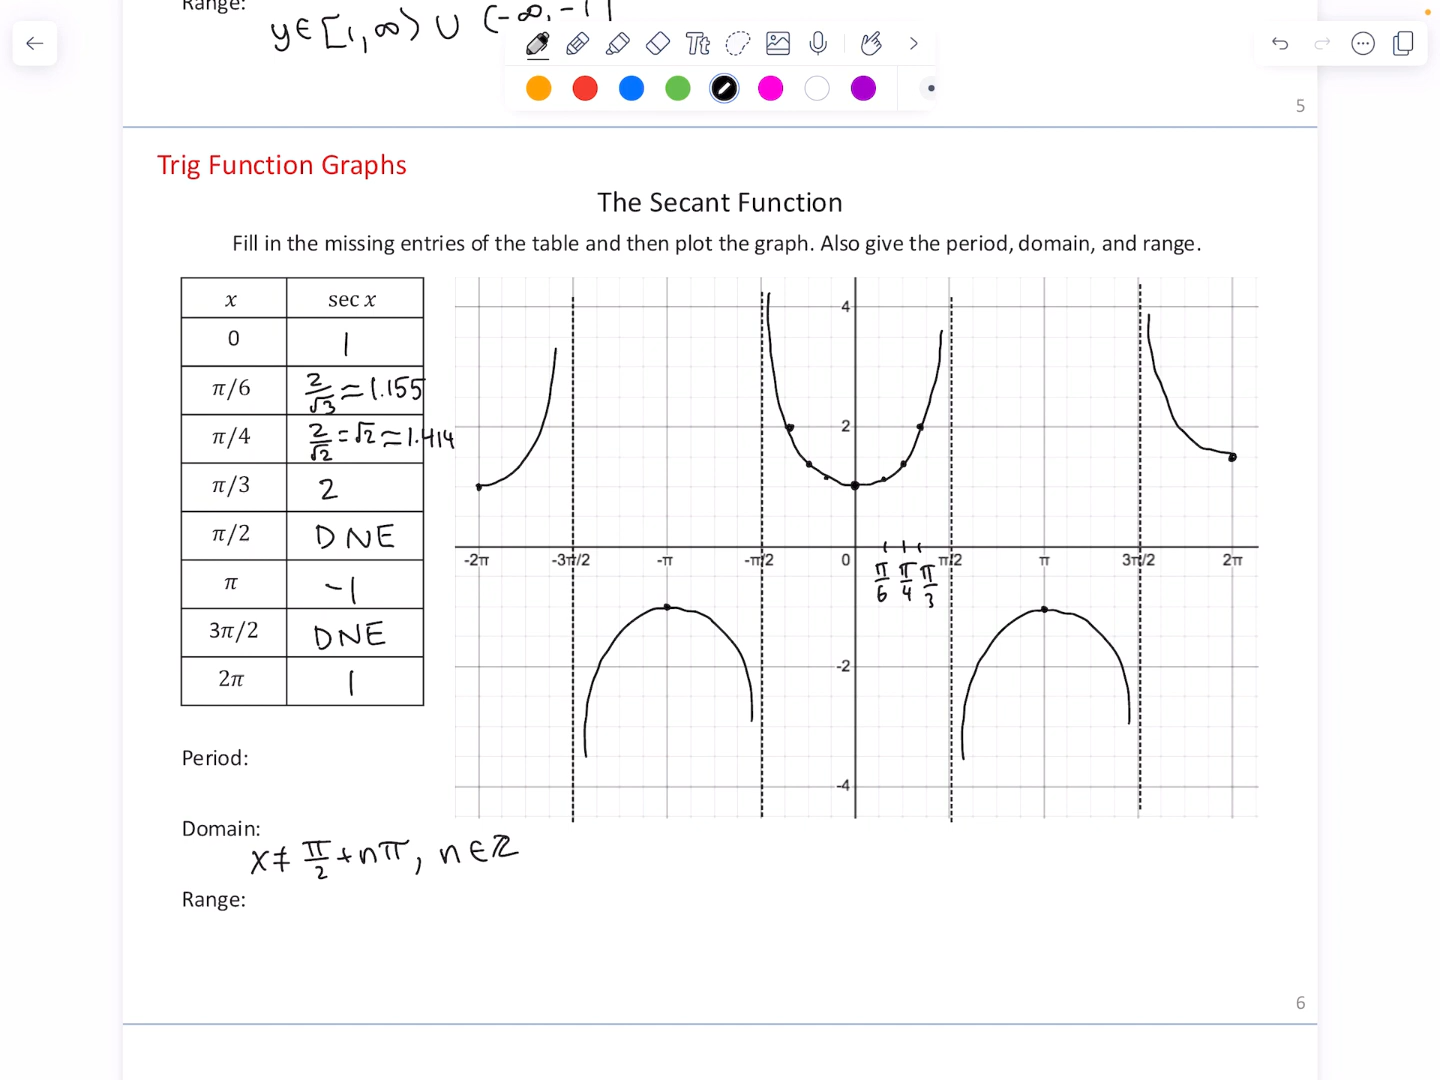 Range:
y∈[1,∞) ∪ (-∞,-1]
Tt
5
Trig Function Graphs
The Secant Function
Fill in the missing entries of the table and then plot the graph. Also give the period, domain, and range.
x sec x
0 1
π/6 2/√3 ≈ 1.155
π/4 2/√2 = √2 ≈ 1.414
π/3 2
π/2 DNE
π -1
3π/2 DNE
2π 1
4
2
-2π -3π/2 -π -π/2 0 π/2 π 3π/2 2π
π/6 π/4 π/3
-2
-4
Period:
Domain:
x ≠ π/2 + nπ, n∈ℤ
Range:
6